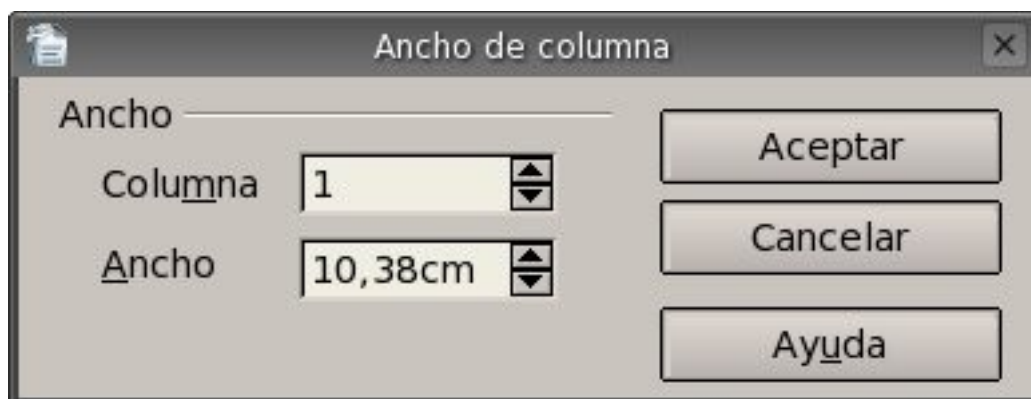 Ancho de columna
Ancho
Columna 1
Ancho 10,38cm
Aceptar
Cancelar
Ayuda